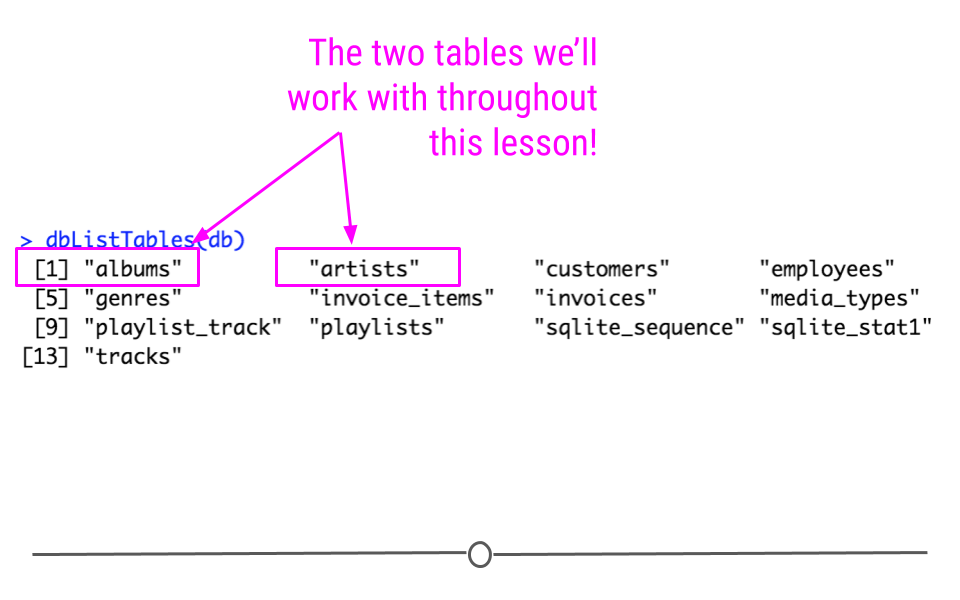 The two tables we’ll
work with throughout
this lesson!
> dbListTables(db)
[1] "albums" "artists" "customers" "employees"
[5] "genres" "invoice_items" "invoices" "media_types"
[9] "playlist_track" "playlists" "sqlite_sequence" "sqlite_stat1"
[13] "tracks"